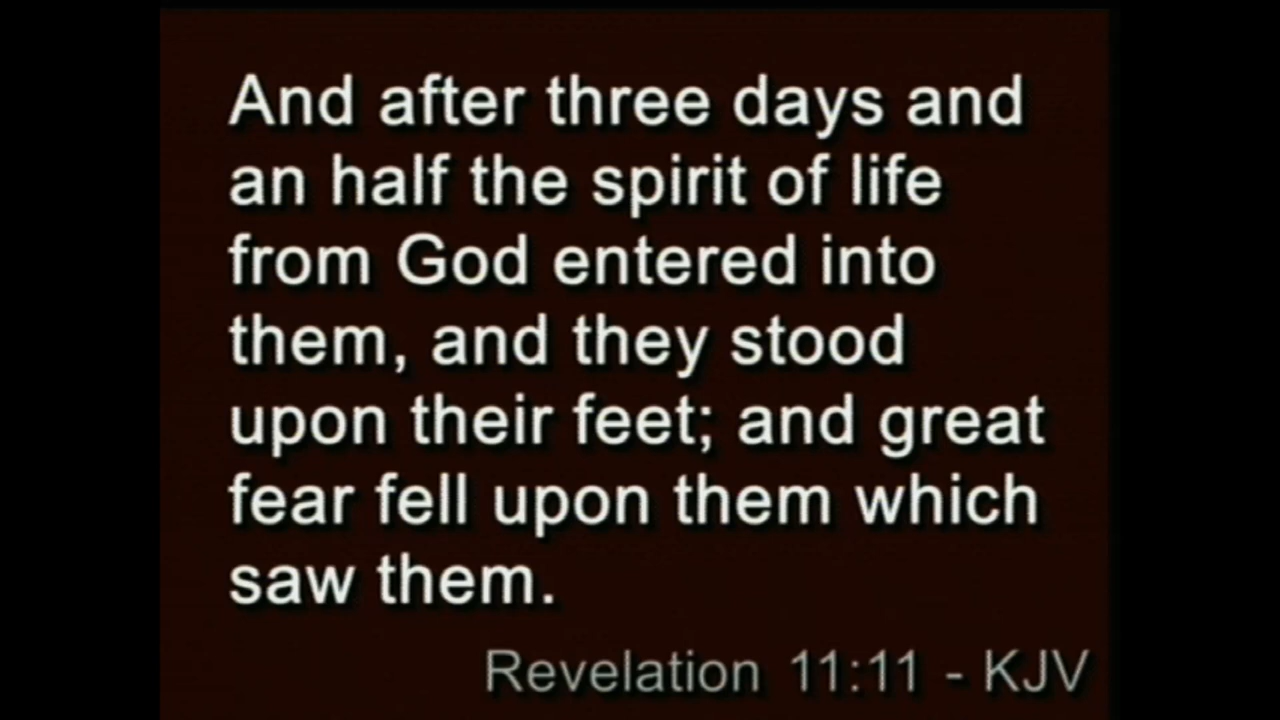 And after three days and
an half the spirit of life
from God entered into
them, and they stood
upon their feet; and great
fear fell upon them which
saw them.
Revelation 11:11 - KJV